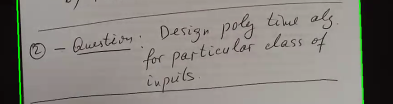 ② - Question: Design poly time alg.
for particular class of
inputs.